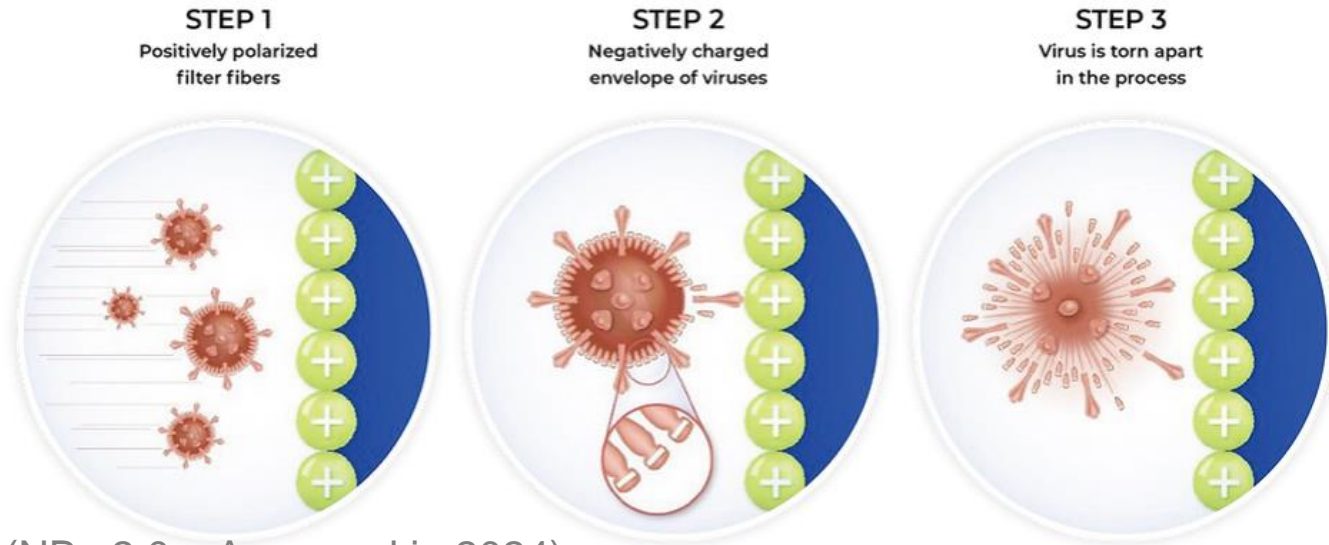 STEP 1
Positively polarized
filter fibers
STEP 2
Negatively charged
envelope of viruses
STEP 3
Virus is torn apart
in the process
+ + +
+ + +
+ + +
+ + +
+ + +
+ + +